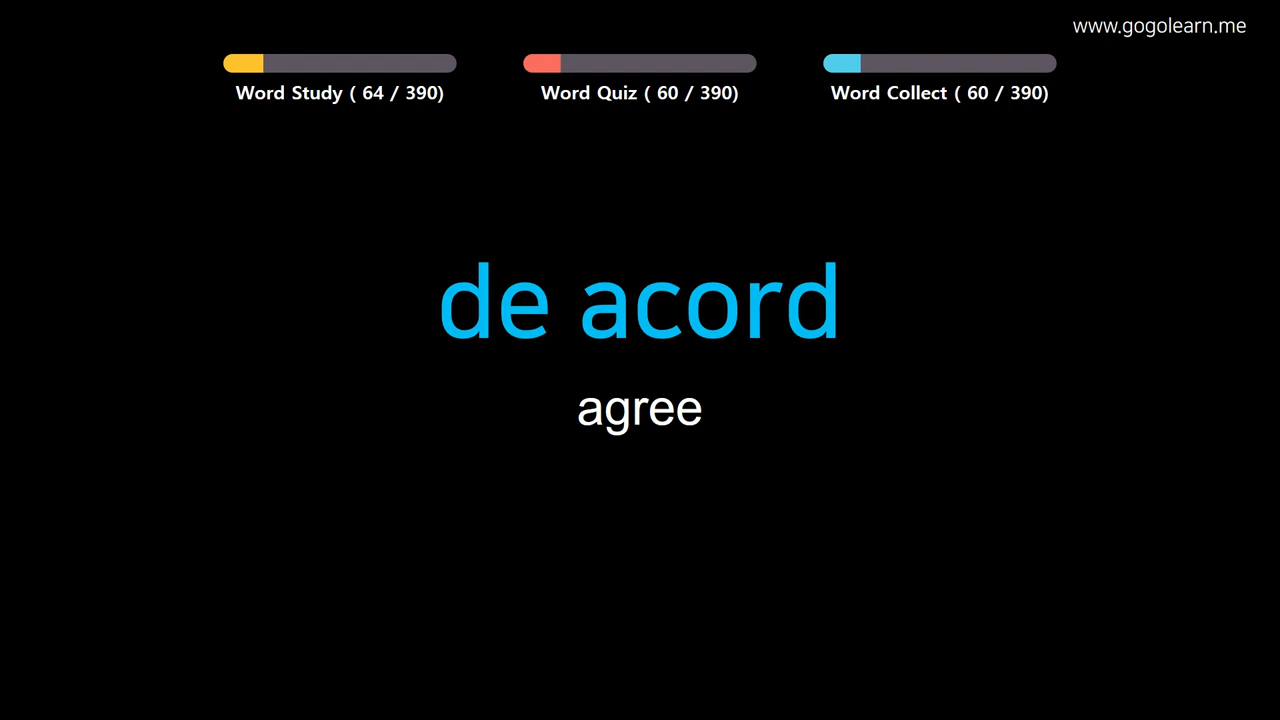 www.gogolearn.me
Word Study ( 64 / 390)
Word Quiz ( 60 / 390)
Word Collect ( 60 / 390)
de acord
agree